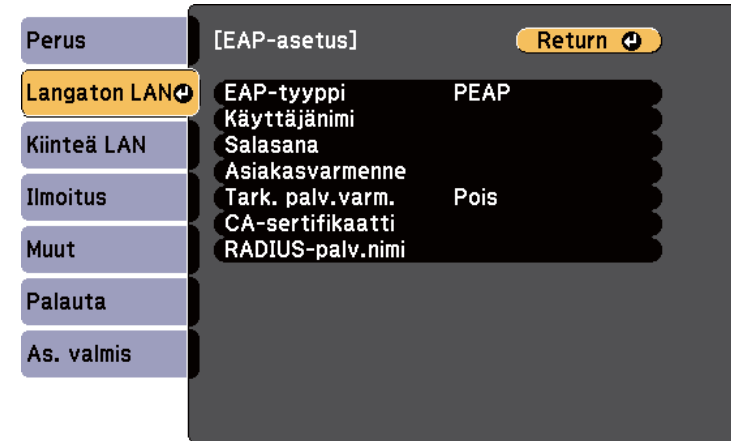 Perus
Langaton LAN
Kiinteä LAN
Ilmoitus
Muut
Palauta
As. valmis
[EAP-asetus]
Return
EAP-tyyppi PEAP
Käyttäjänimi
Salasana
Asiakasvarmenne
Tark. palv.varm. Pois
CA-sertifikaatti
RADIUS-palv.nimi